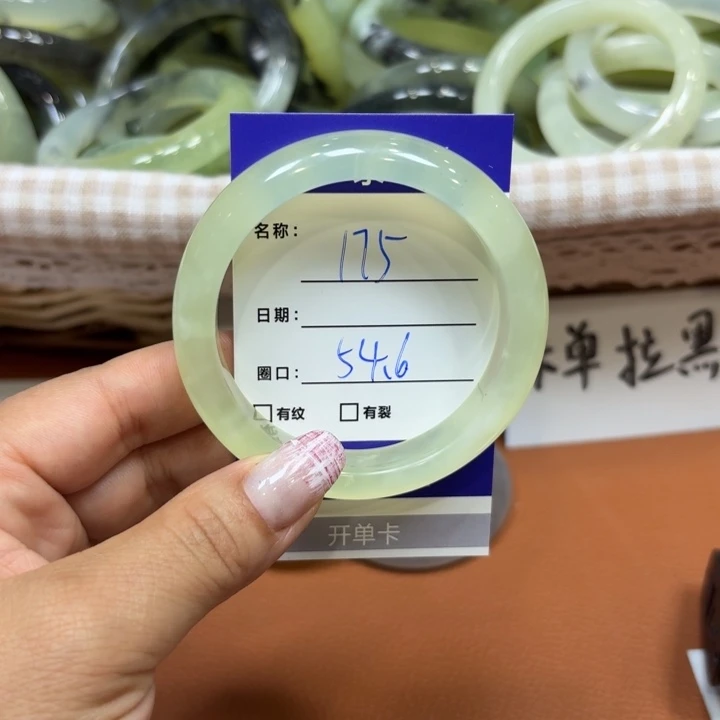 名称: 175
日期:
圈口: 54.6
有纹 有裂
开单卡
单拉黑